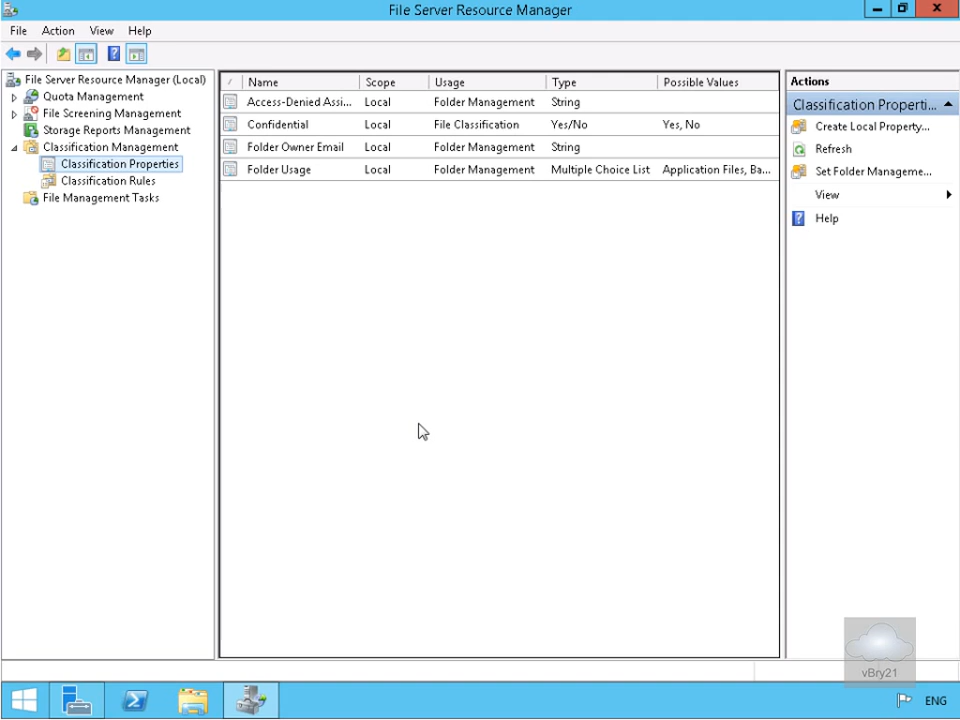 File Server Resource Manager
File Action View Help
File Server Resource Manager (Local)
Quota Management
File Screening Management
Storage Reports Management
Classification Management
Classification Properties
Classification Rules
File Management Tasks
Name Scope Usage Type Possible Values
Access-Denied Assi... Local Folder Management String
Confidential Local File Classification Yes/No Yes, No
Folder Owner Email Local Folder Management String
Folder Usage Local Folder Management Multiple Choice List Application Files, Ba...
Actions
Classification Properti...
Create Local Property...
Refresh
Set Folder Manageme...
View
Help
vBry21
ENG